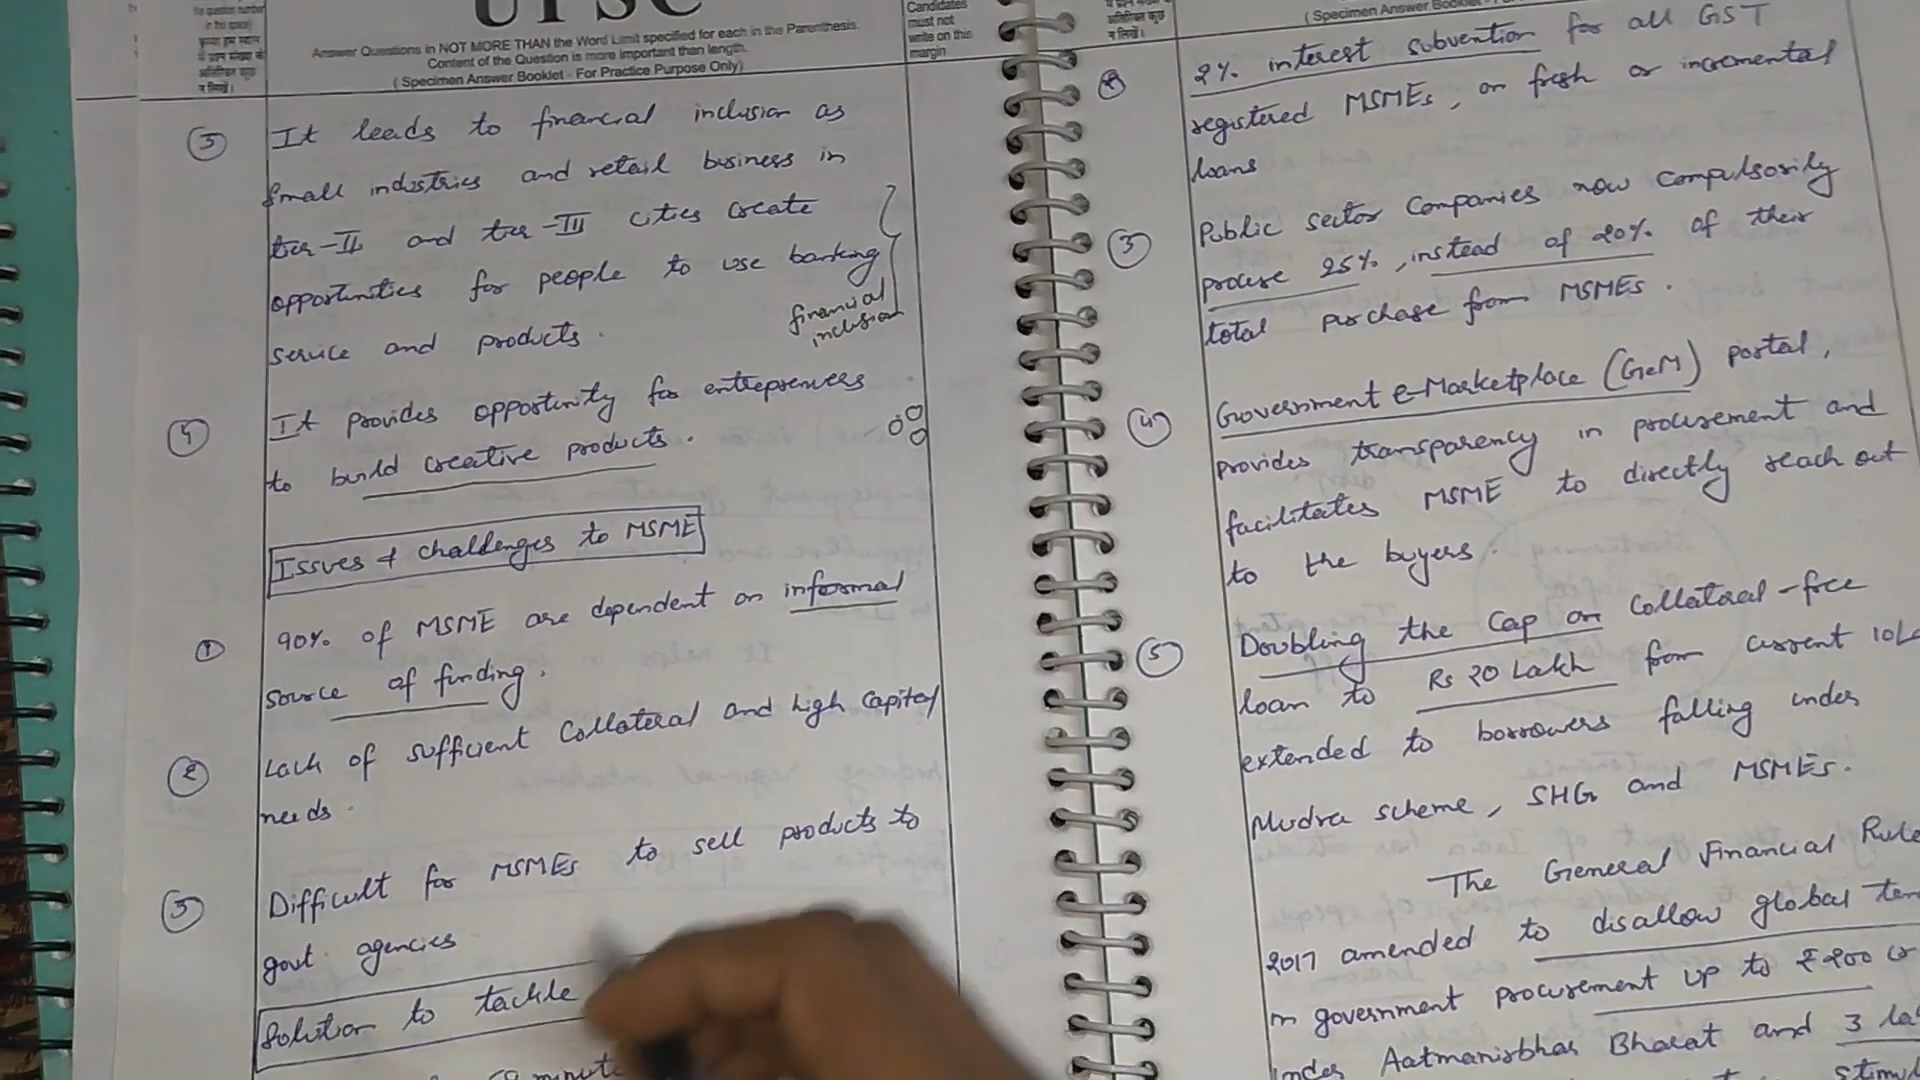 the question number
in this space)
UPSC
Answer Questions in NOT MORE THAN the Word Limit specified for each in the Parenthesis.
Content of the Question is more important than length.
( Specimen Answer Booklet - For Practice Purpose Only)
Candidates
must not
write on this
margin
③ It leads to financial inclusion as
small industries and retail business in
tier-II and tier-III cities create
opportunities for people to use banking
service and products.
financial
inclusion
④ It provides opportunity for entreprenuers
to build creative products.
Issues & challenges to MSME
① 90% of MSME are dependent on informal
source of funding.
② Lack of sufficient collateral and high capital
needs.
③ Difficult for MSMEs to sell products to
govt. agencies
Solution to tackle
minute
न लिखें।
( Specimen Answer Booklet -
② 2% interest subvention for all GST
registered MSMEs, on fresh or incremental
loans
③ Public sector companies now compulsorily
procure 25%, instead of 20% of their
total purchase from MSMEs.
④ Government e-Marketplace (GeM) portal,
provides transparency in procurement and
facilitates MSME to directly reach out
to the buyers.
⑤ Doubling the cap on collateral-free
loan to Rs 20 Lakh from current 10L
extended to borrowers falling under
Mudra scheme, SHG and MSMEs.
The General Financial Rule
2017 amended to disallow global ten
in government procurement up to ₹200 cr
under Aatmanirbhar Bharat and 3 la
stimul